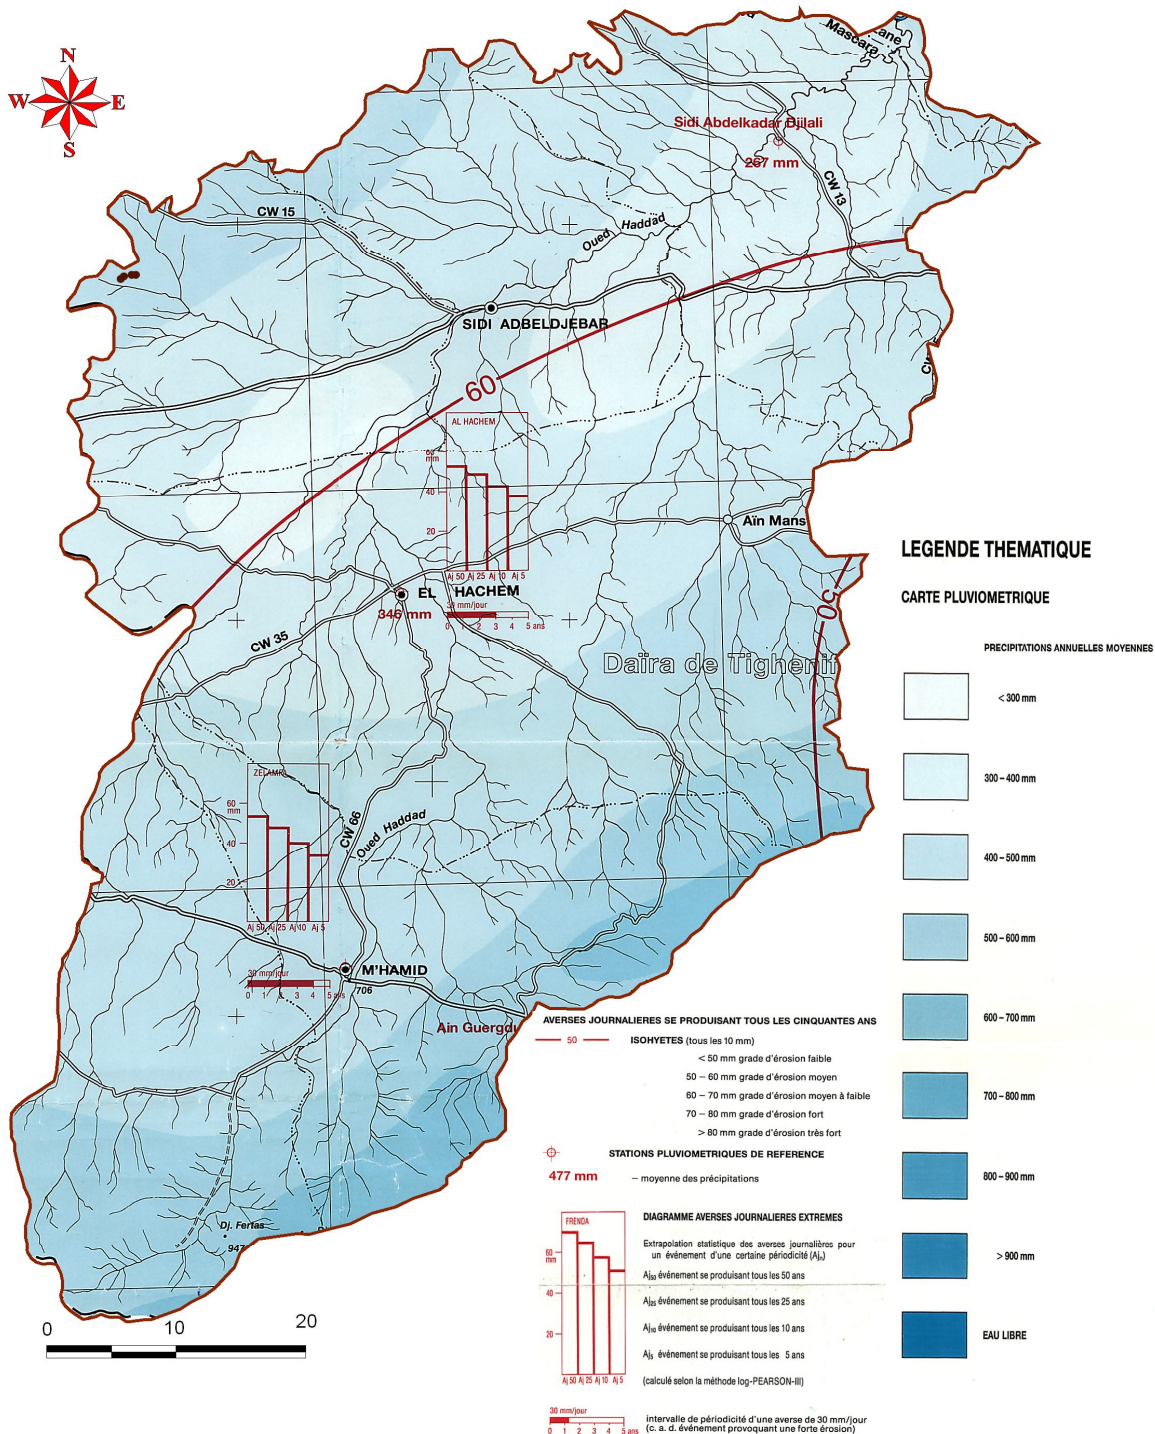 N
W E
S
Mascara
Lane
Sidi Abdelkadar Djilali
267 mm
CW 13
CW 15
Oued Haddad
SIDI ADBELDJEBAR
60
AL HACHEM
60
mm
40
20
Aj 50 Aj 25 Aj 10 Aj 5
Aïn Mans
EL HACHEM
346 mm
30 mm/jour
0 1 2 3 4 5 ans
CW 35
50
Daïra de Tighenif
ZELAMTA
60
mm
40
20
Aj 50 Aj 25 Aj 10 Aj 5
CW 66
Oued Haddad
30 mm/jour
0 1 2 3 4 5 ans
M'HAMID
706
Ain Guergdu
Dj. Fertas
947
0 10 20
LEGENDE THEMATIQUE
CARTE PLUVIOMETRIQUE
PRECIPITATIONS ANNUELLES MOYENNES
< 300 mm
300 – 400 mm
400 – 500 mm
500 – 600 mm
600 – 700 mm
700 – 800 mm
800 – 900 mm
> 900 mm
EAU LIBRE
AVERSES JOURNALIERES SE PRODUISANT TOUS LES CINQUANTES ANS
50 ISOHYETES (tous les 10 mm)
< 50 mm grade d'érosion faible
50 – 60 mm grade d'érosion moyen
60 – 70 mm grade d'érosion moyen à faible
70 – 80 mm grade d'érosion fort
> 80 mm grade d'érosion très fort
STATIONS PLUVIOMETRIQUES DE REFERENCE
477 mm – moyenne des précipitations
FRENDA
60
mm
40
20
Aj 50 Aj 25 Aj 10 Aj 5
DIAGRAMME AVERSES JOURNALIERES EXTREMES
Extrapolation statistique des averses journalières pour
un événement d'une certaine périodicité (Ajn)
Aj50 événement se produisant tous les 50 ans
Aj25 événement se produisant tous les 25 ans
Aj10 événement se produisant tous les 10 ans
Aj5 événement se produisant tous les 5 ans
(calculé selon la méthode log-PEARSON-III)
30 mm/jour
0 1 2 3 4 5 ans
intervalle de périodicité d'une averse de 30 mm/jour
(c. a. d. événement provoquant une forte érosion)